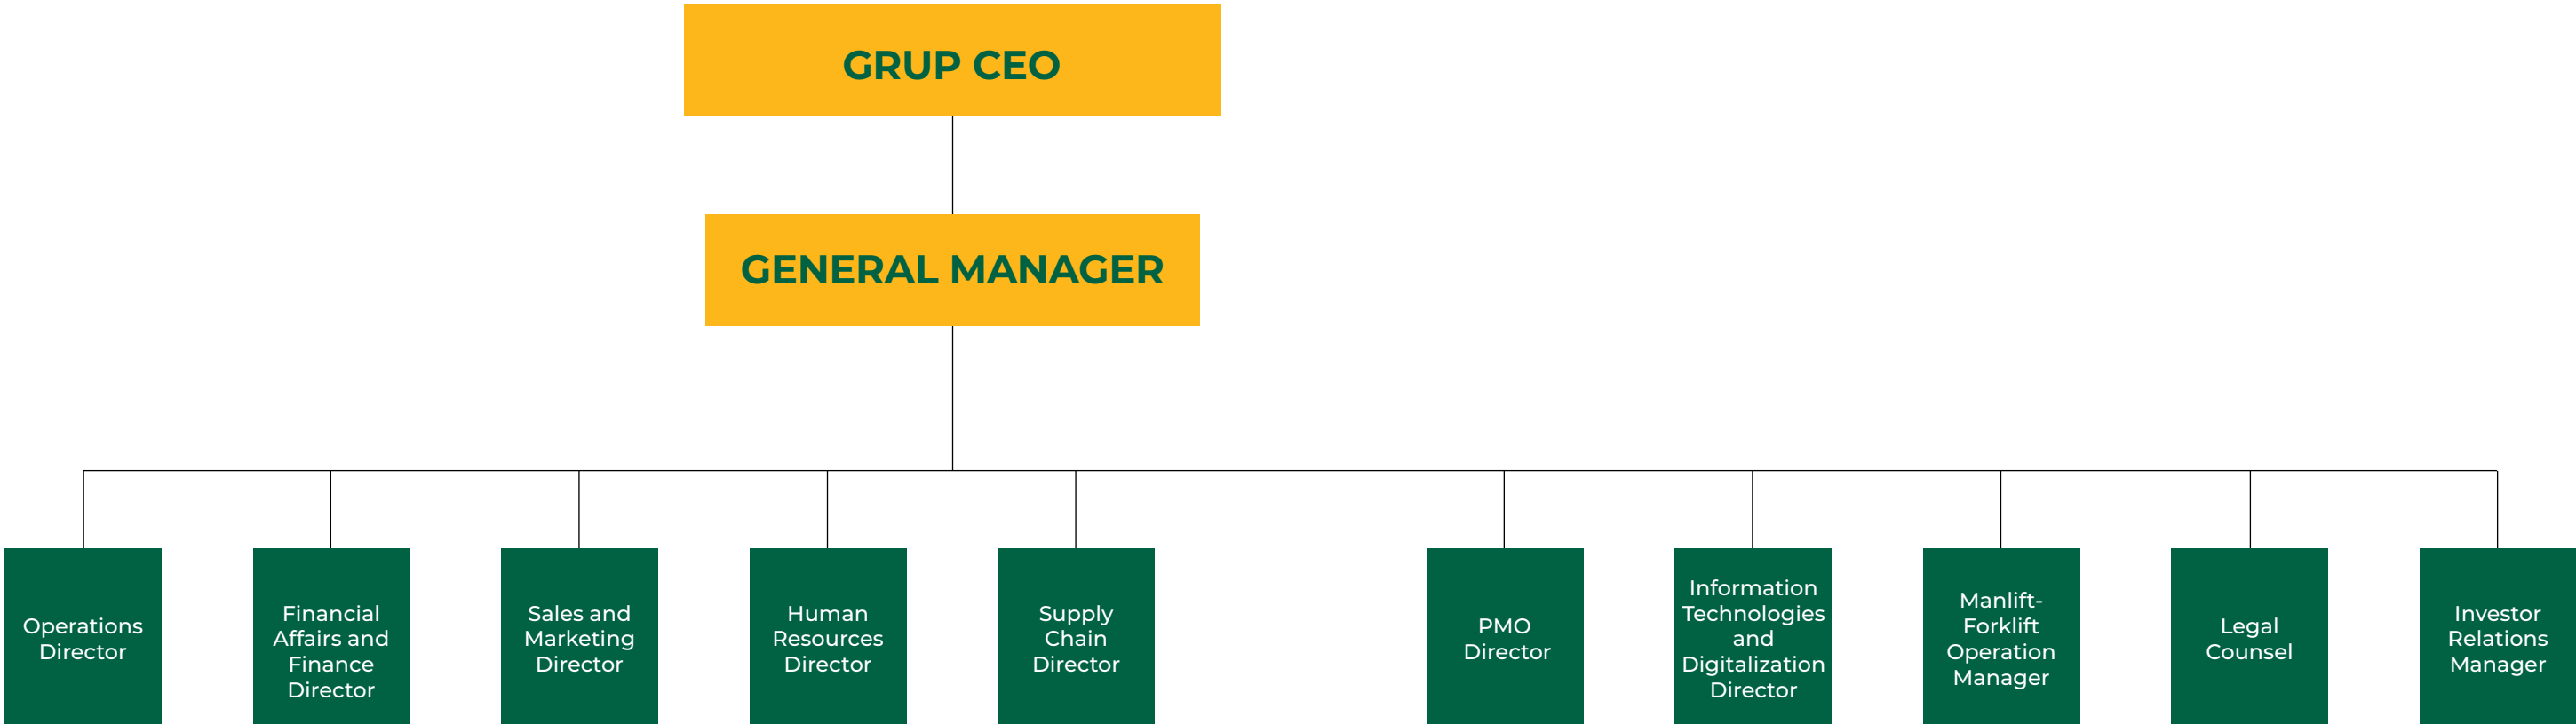 GRUP CEO
GENERAL MANAGER
Operations
Director
Financial
Affairs and
Finance
Director
Sales and
Marketing
Director
Human
Resources
Director
Supply
Chain
Director
PMO
Director
Information
Technologies
and
Digitalization
Director
Manlift-
Forklift
Operation
Manager
Legal
Counsel
Investor
Relations
Manager